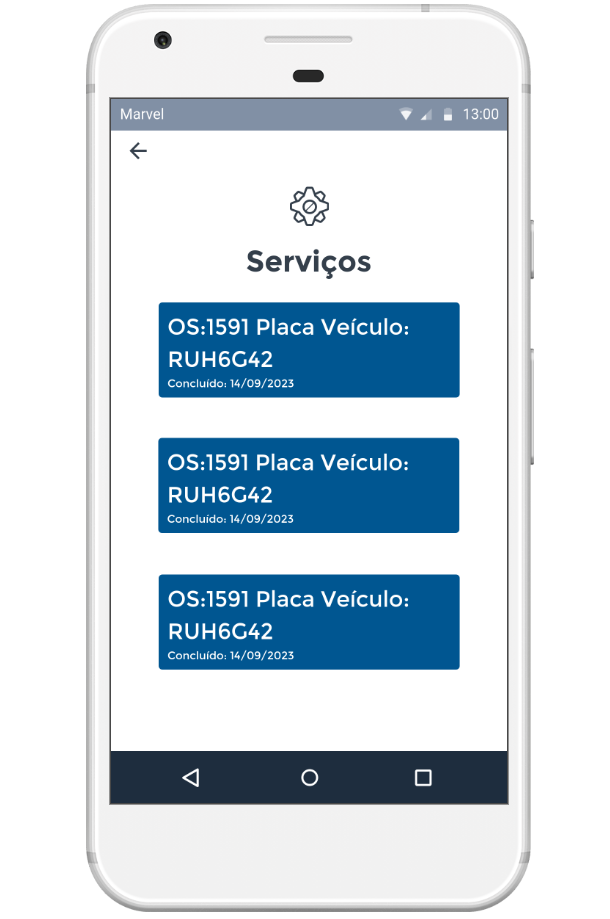 Marvel 13:00
Serviços
OS:1591 Placa Veículo:
RUH6G42
Concluído: 14/09/2023
OS:1591 Placa Veículo:
RUH6G42
Concluído: 14/09/2023
OS:1591 Placa Veículo:
RUH6G42
Concluído: 14/09/2023